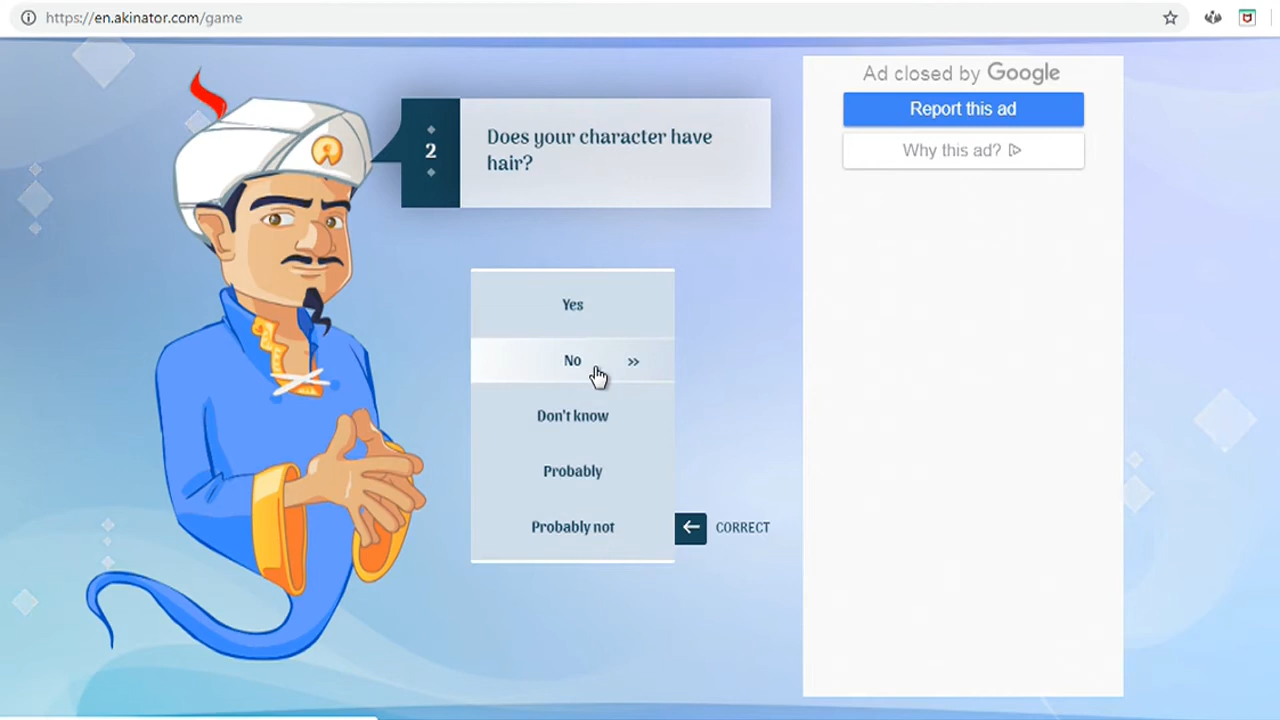 https://en.akinator.com/game
2
Does your character have
hair?
Yes
No
Don't know
Probably
Probably not
CORRECT
Ad closed by Google
Report this ad
Why this ad?